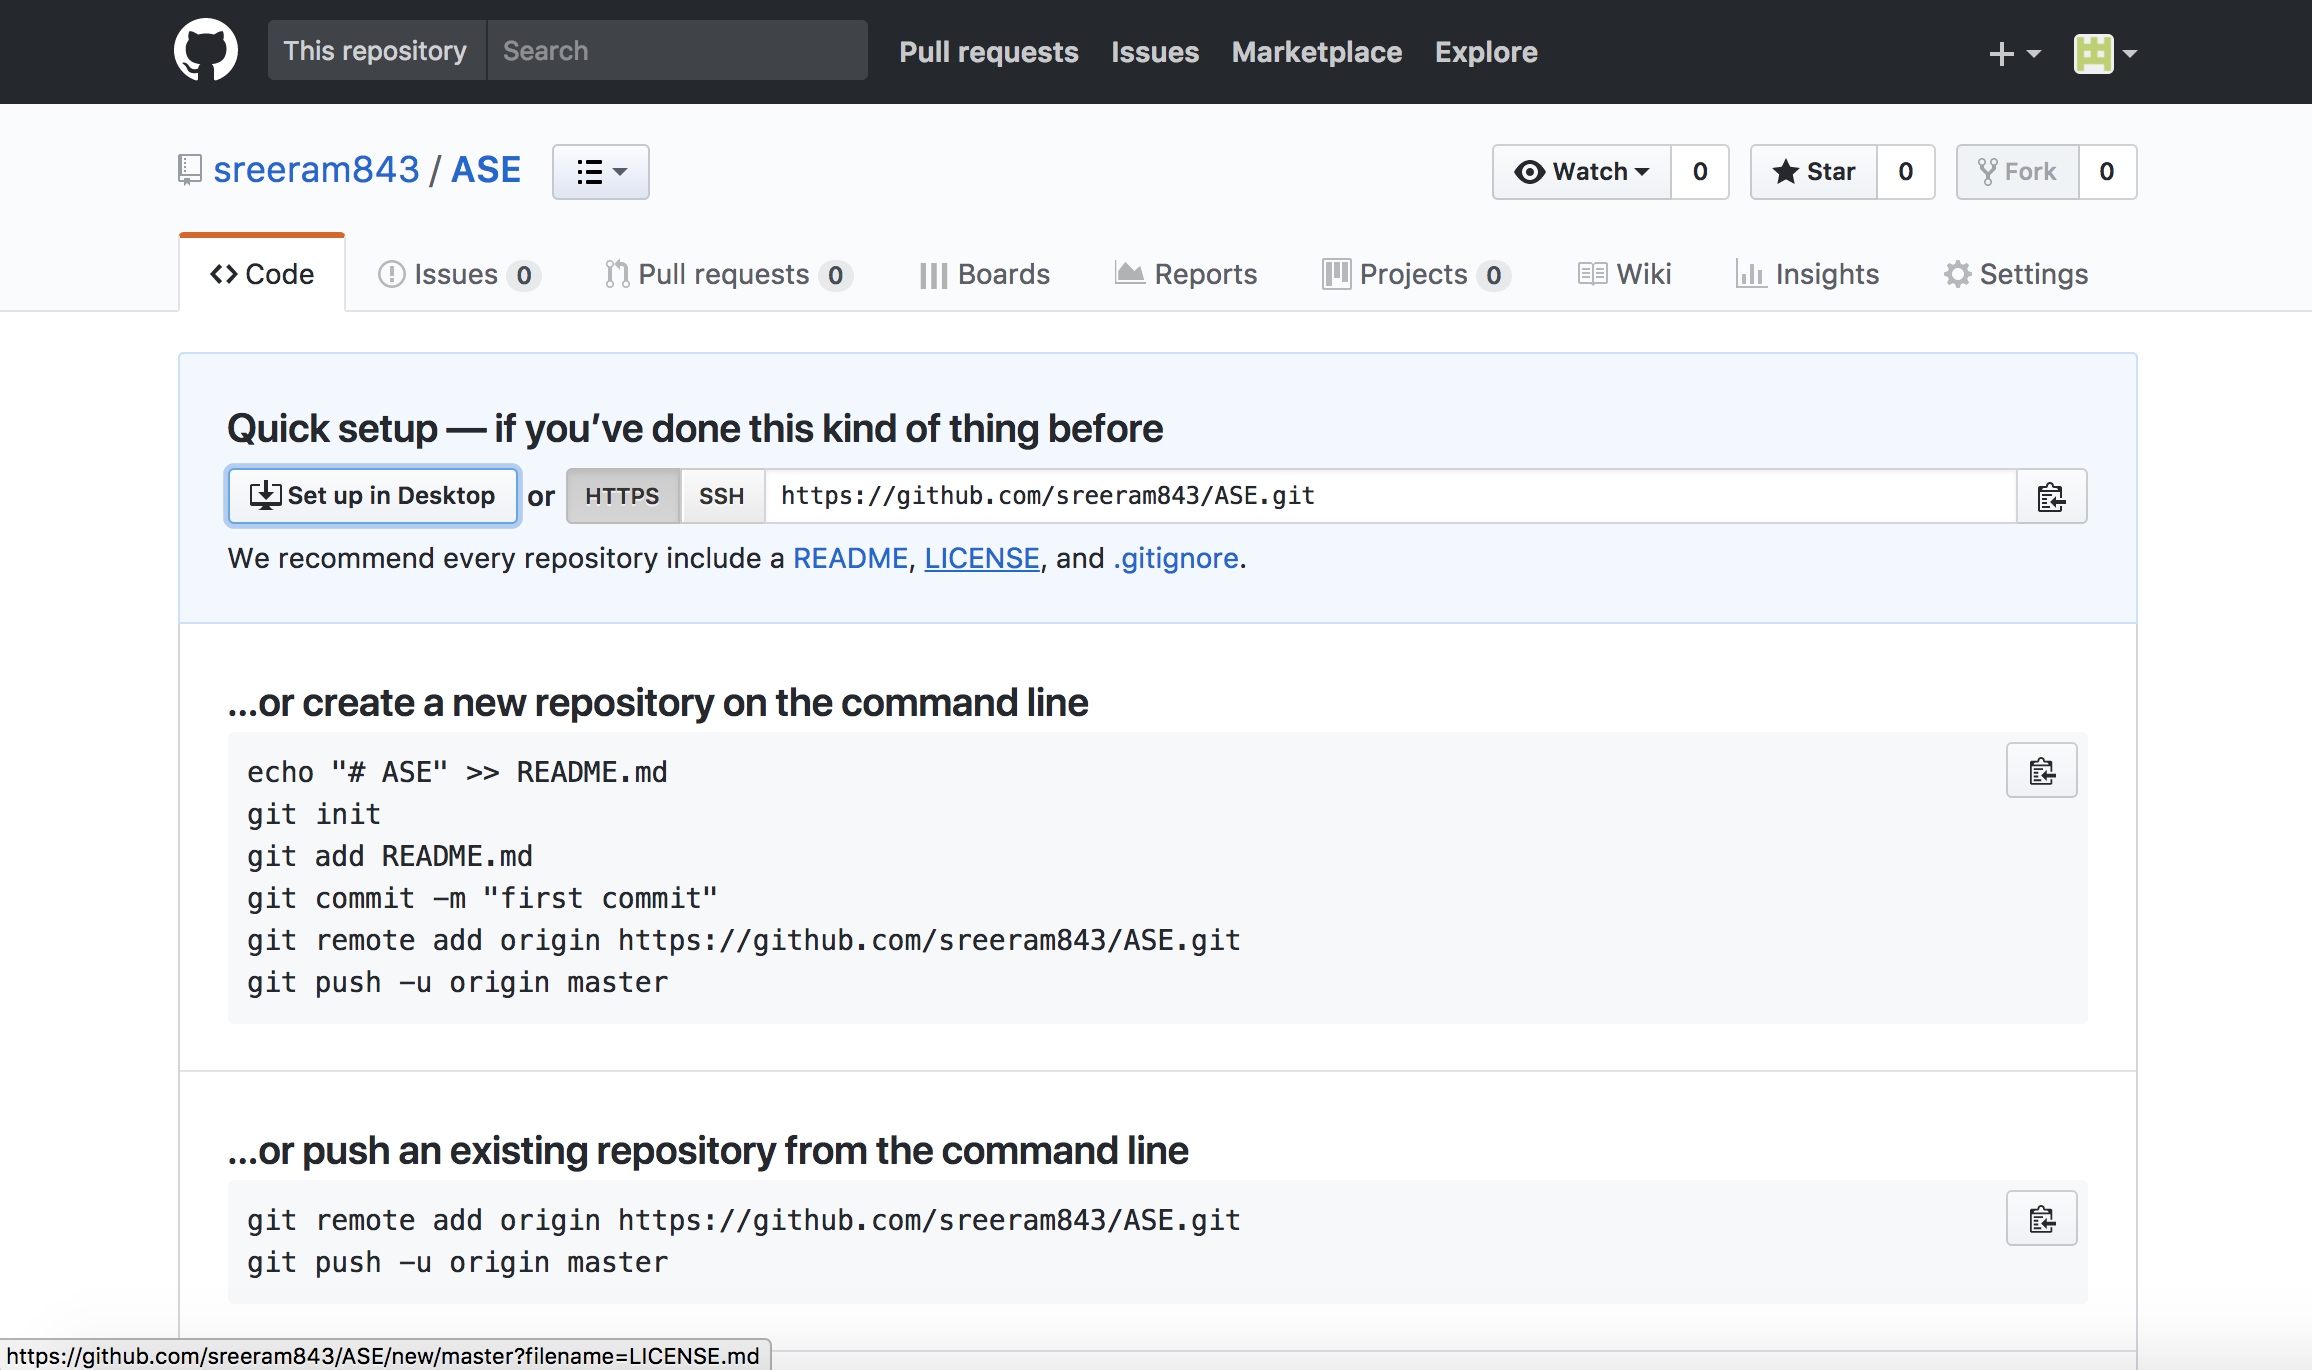 This repository Search Pull requests Issues Marketplace Explore
sreeram843 / ASE Watch 0 Star 0 Fork 0
Code Issues 0 Pull requests 0 Boards Reports Projects 0 Wiki Insights Settings
Quick setup — if you’ve done this kind of thing before
Set up in Desktop or HTTPS SSH https://github.com/sreeram843/ASE.git
We recommend every repository include a README, LICENSE, and .gitignore.
…or create a new repository on the command line
echo "# ASE" >> README.md
git init
git add README.md
git commit -m "first commit"
git remote add origin https://github.com/sreeram843/ASE.git
git push -u origin master
…or push an existing repository from the command line
git remote add origin https://github.com/sreeram843/ASE.git
git push -u origin master
https://github.com/sreeram843/ASE/new/master?filename=LICENSE.md